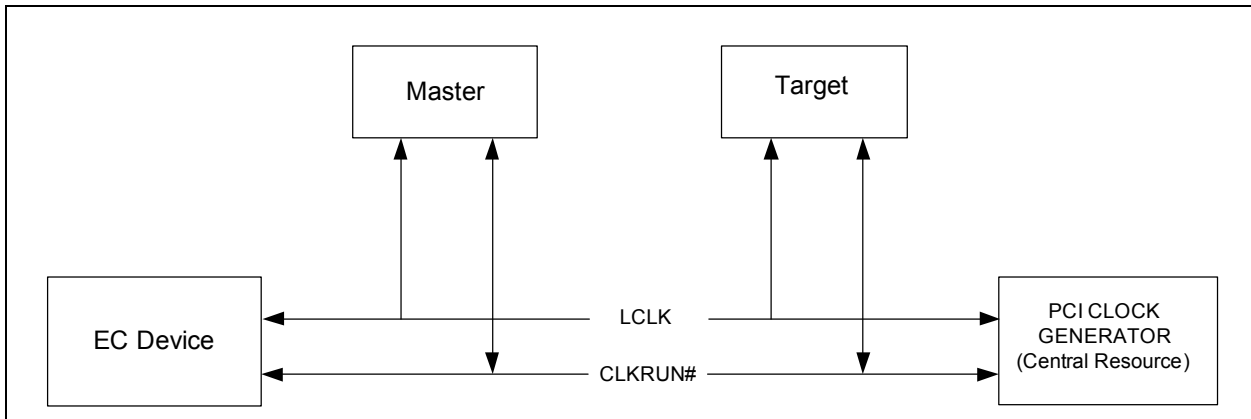 Master
Target
EC Device
LCLK
CLKRUN#
PCI CLOCK
GENERATOR
(Central Resource)